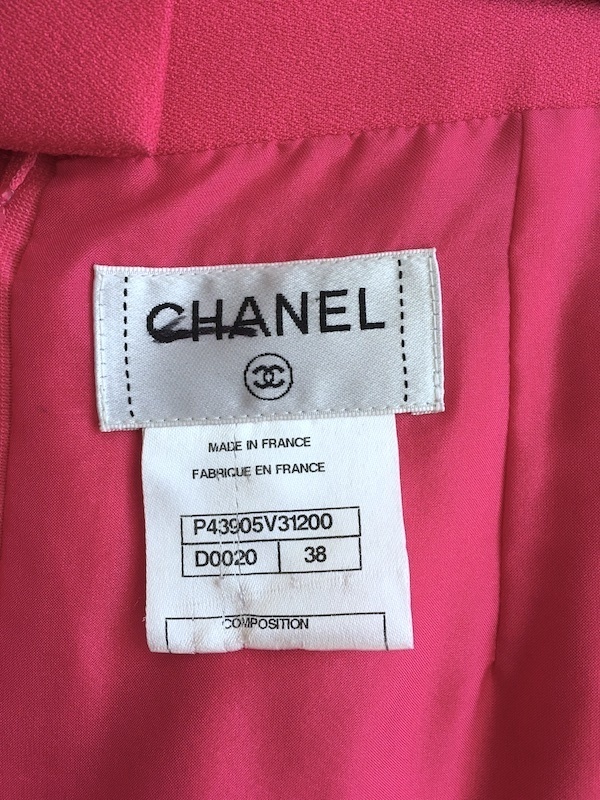 CHANEL
MADE IN FRANCE
FABRIQUE EN FRANCE
P43905V31200
D0020 38
COMPOSITION